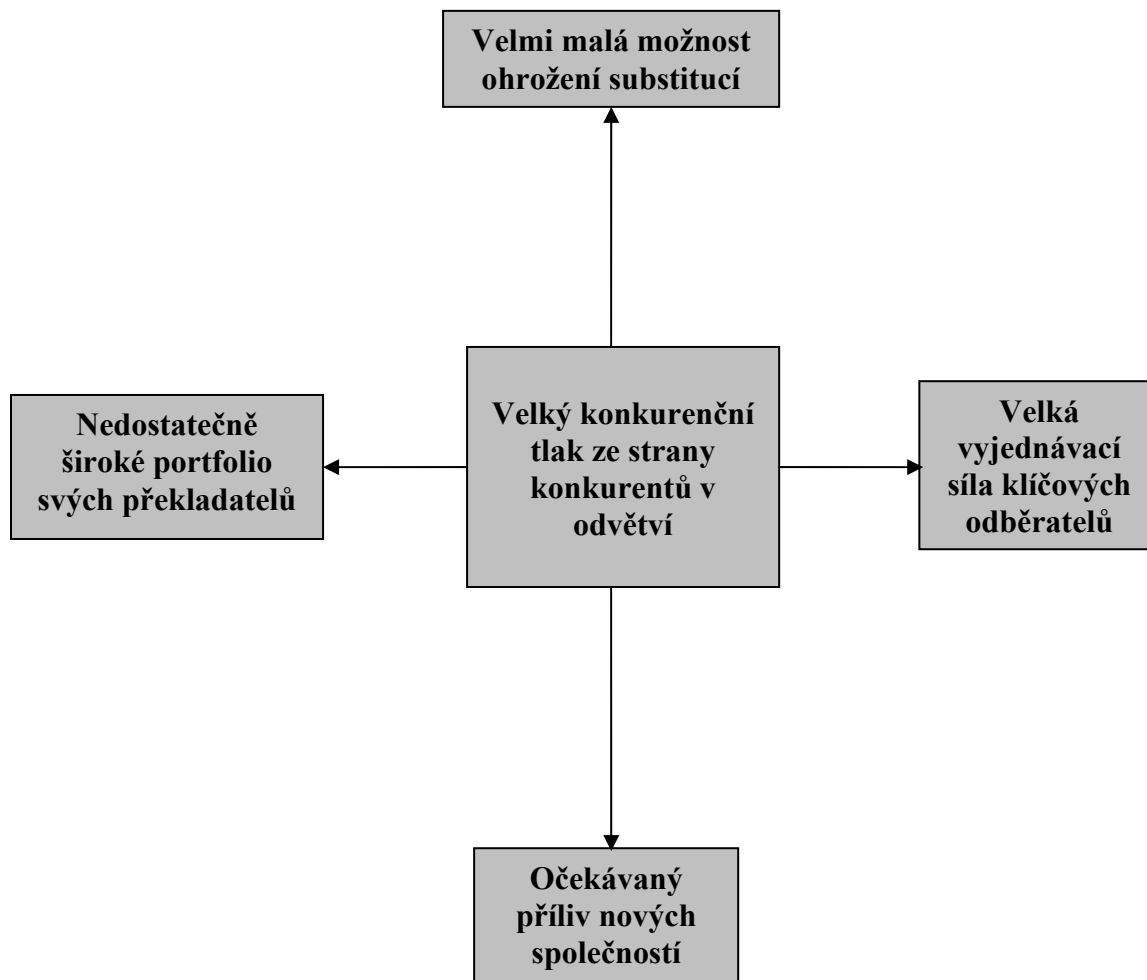 Velmi malá možnost
ohrožení substitucí
Nedostatečně
široké portfolio
svých překladatelů
Velký konkurenční
tlak ze strany
konkurentů v
odvětví
Velká
vyjednávací
síla klíčových
odběratelů
Očekávaný
příliv nových
společností